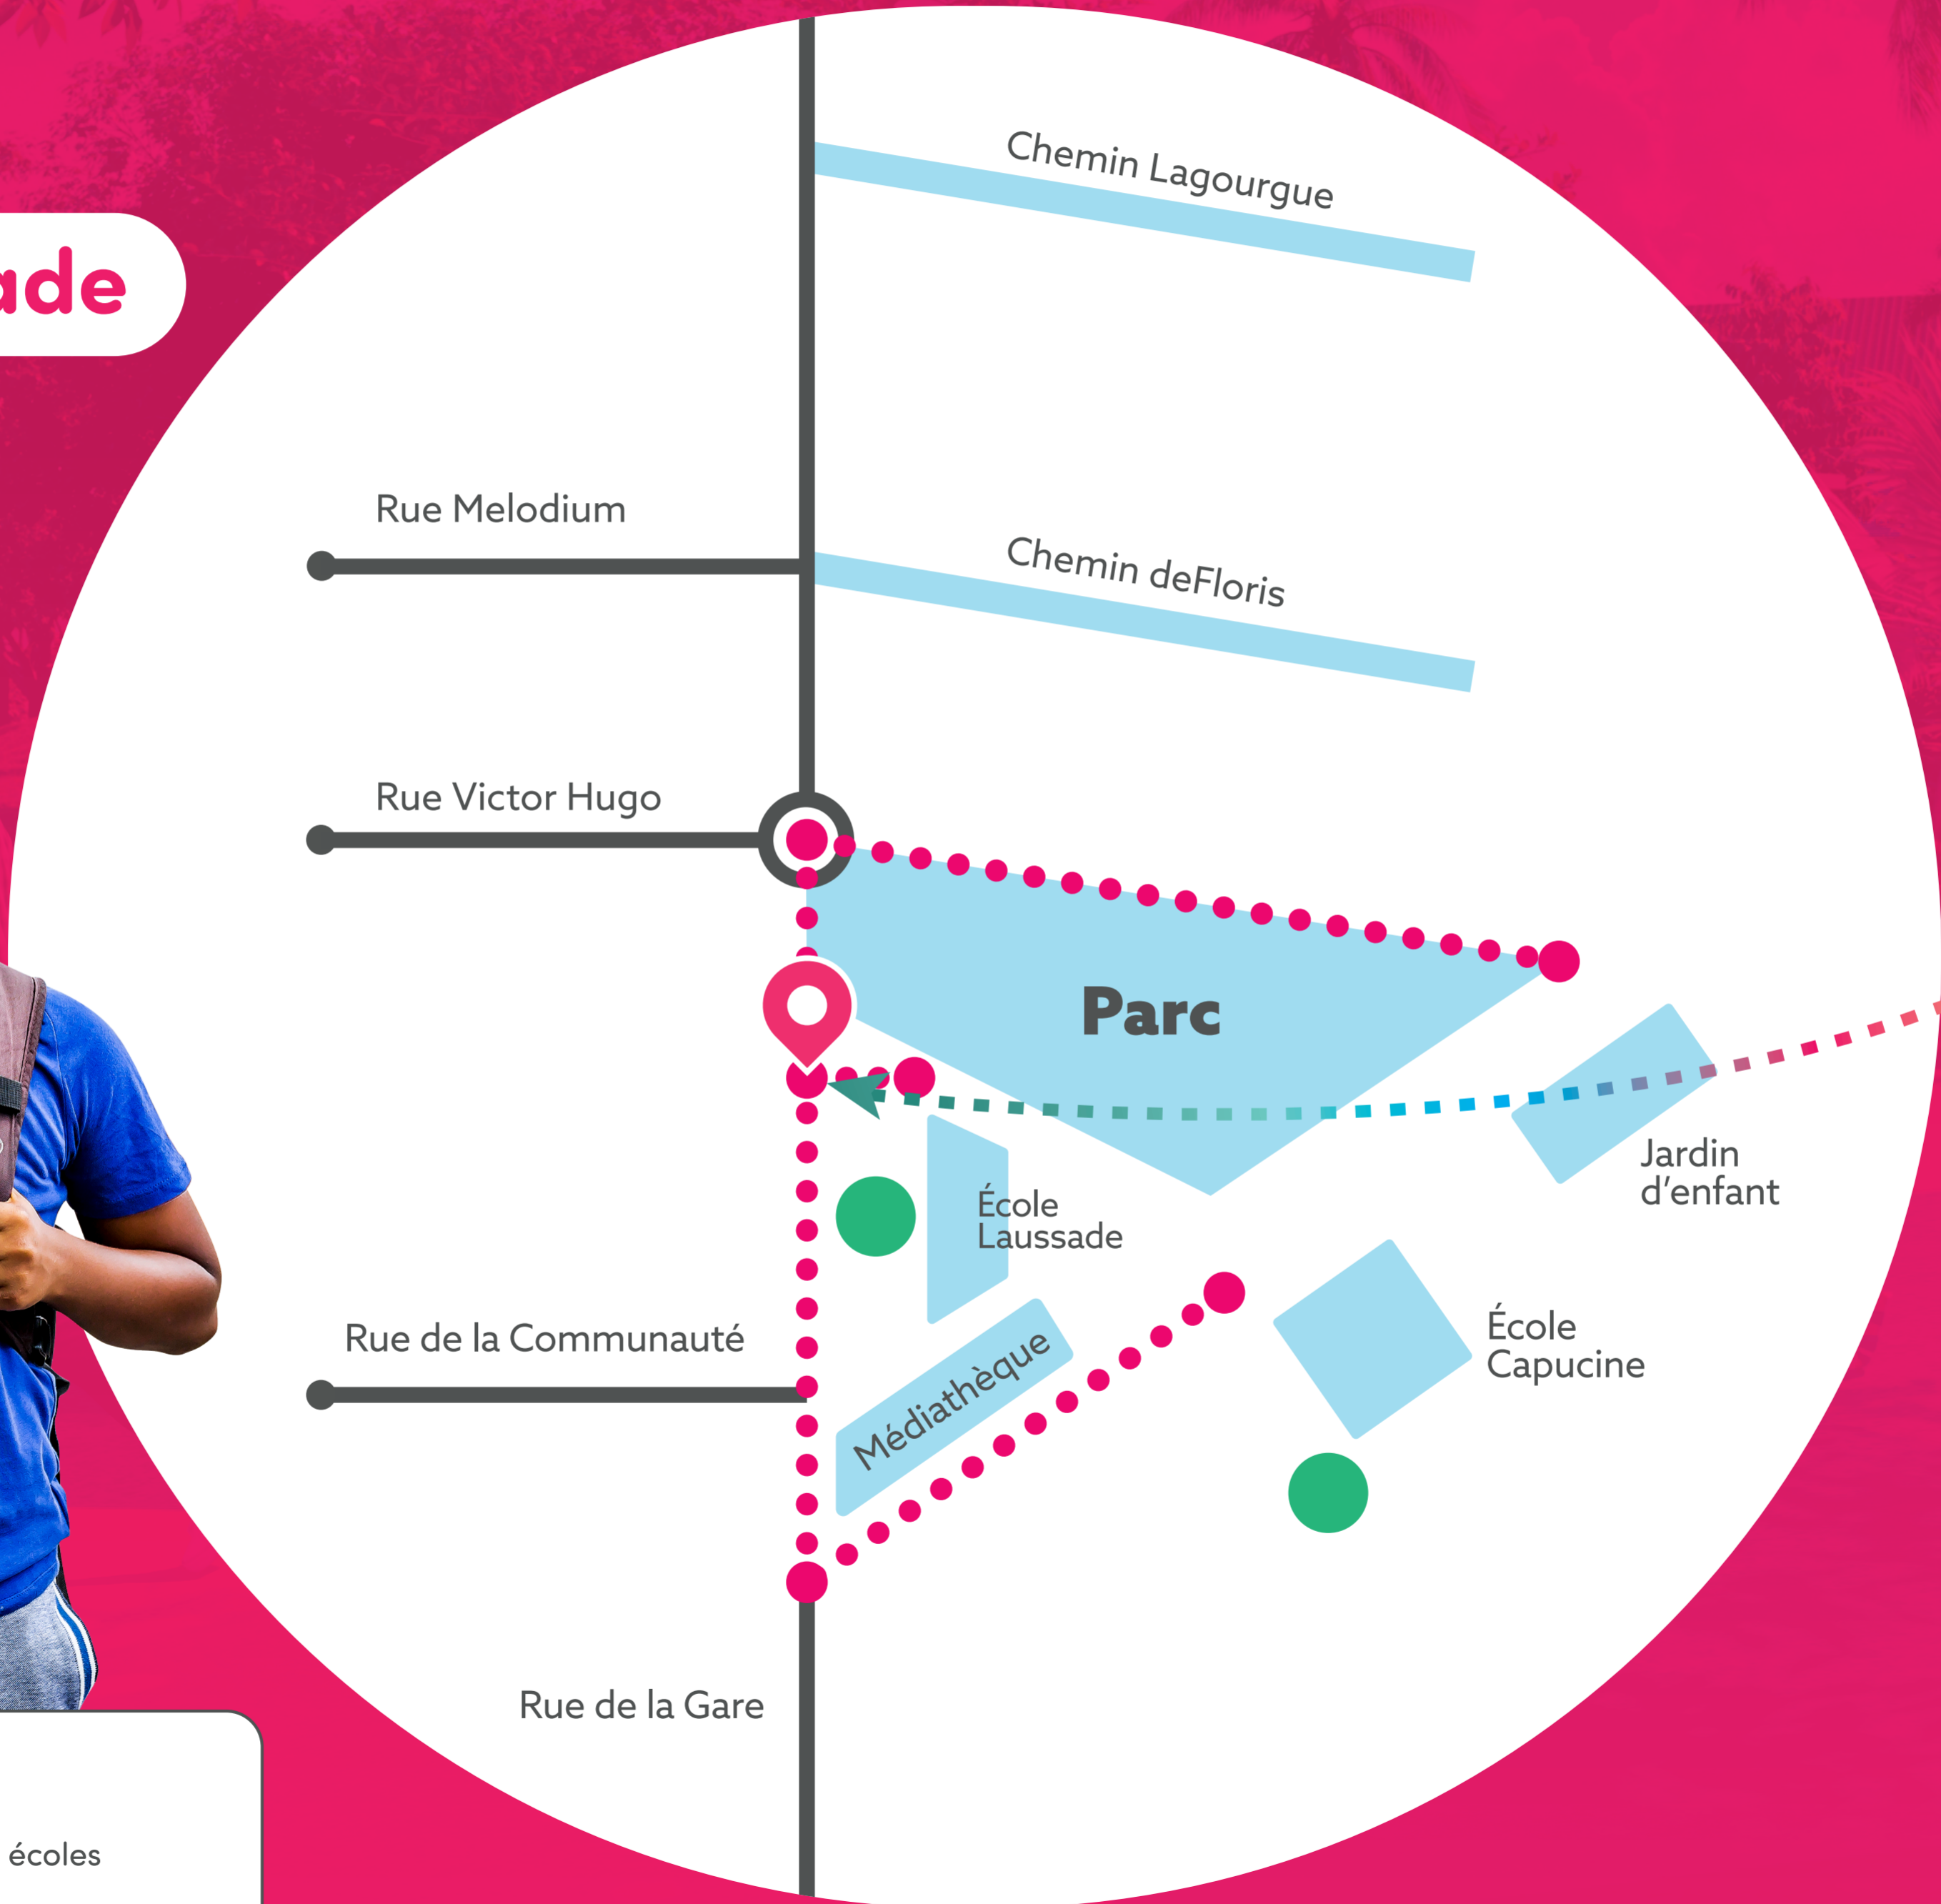 Chemin Lagourgue
ade
Rue Melodium
Chemin deFloris
Rue Victor Hugo
Parc
Jardin
d'enfant
École
Laussade
École
Capucine
Rue de la Communauté
Médiathèque
Rue de la Gare
écoles